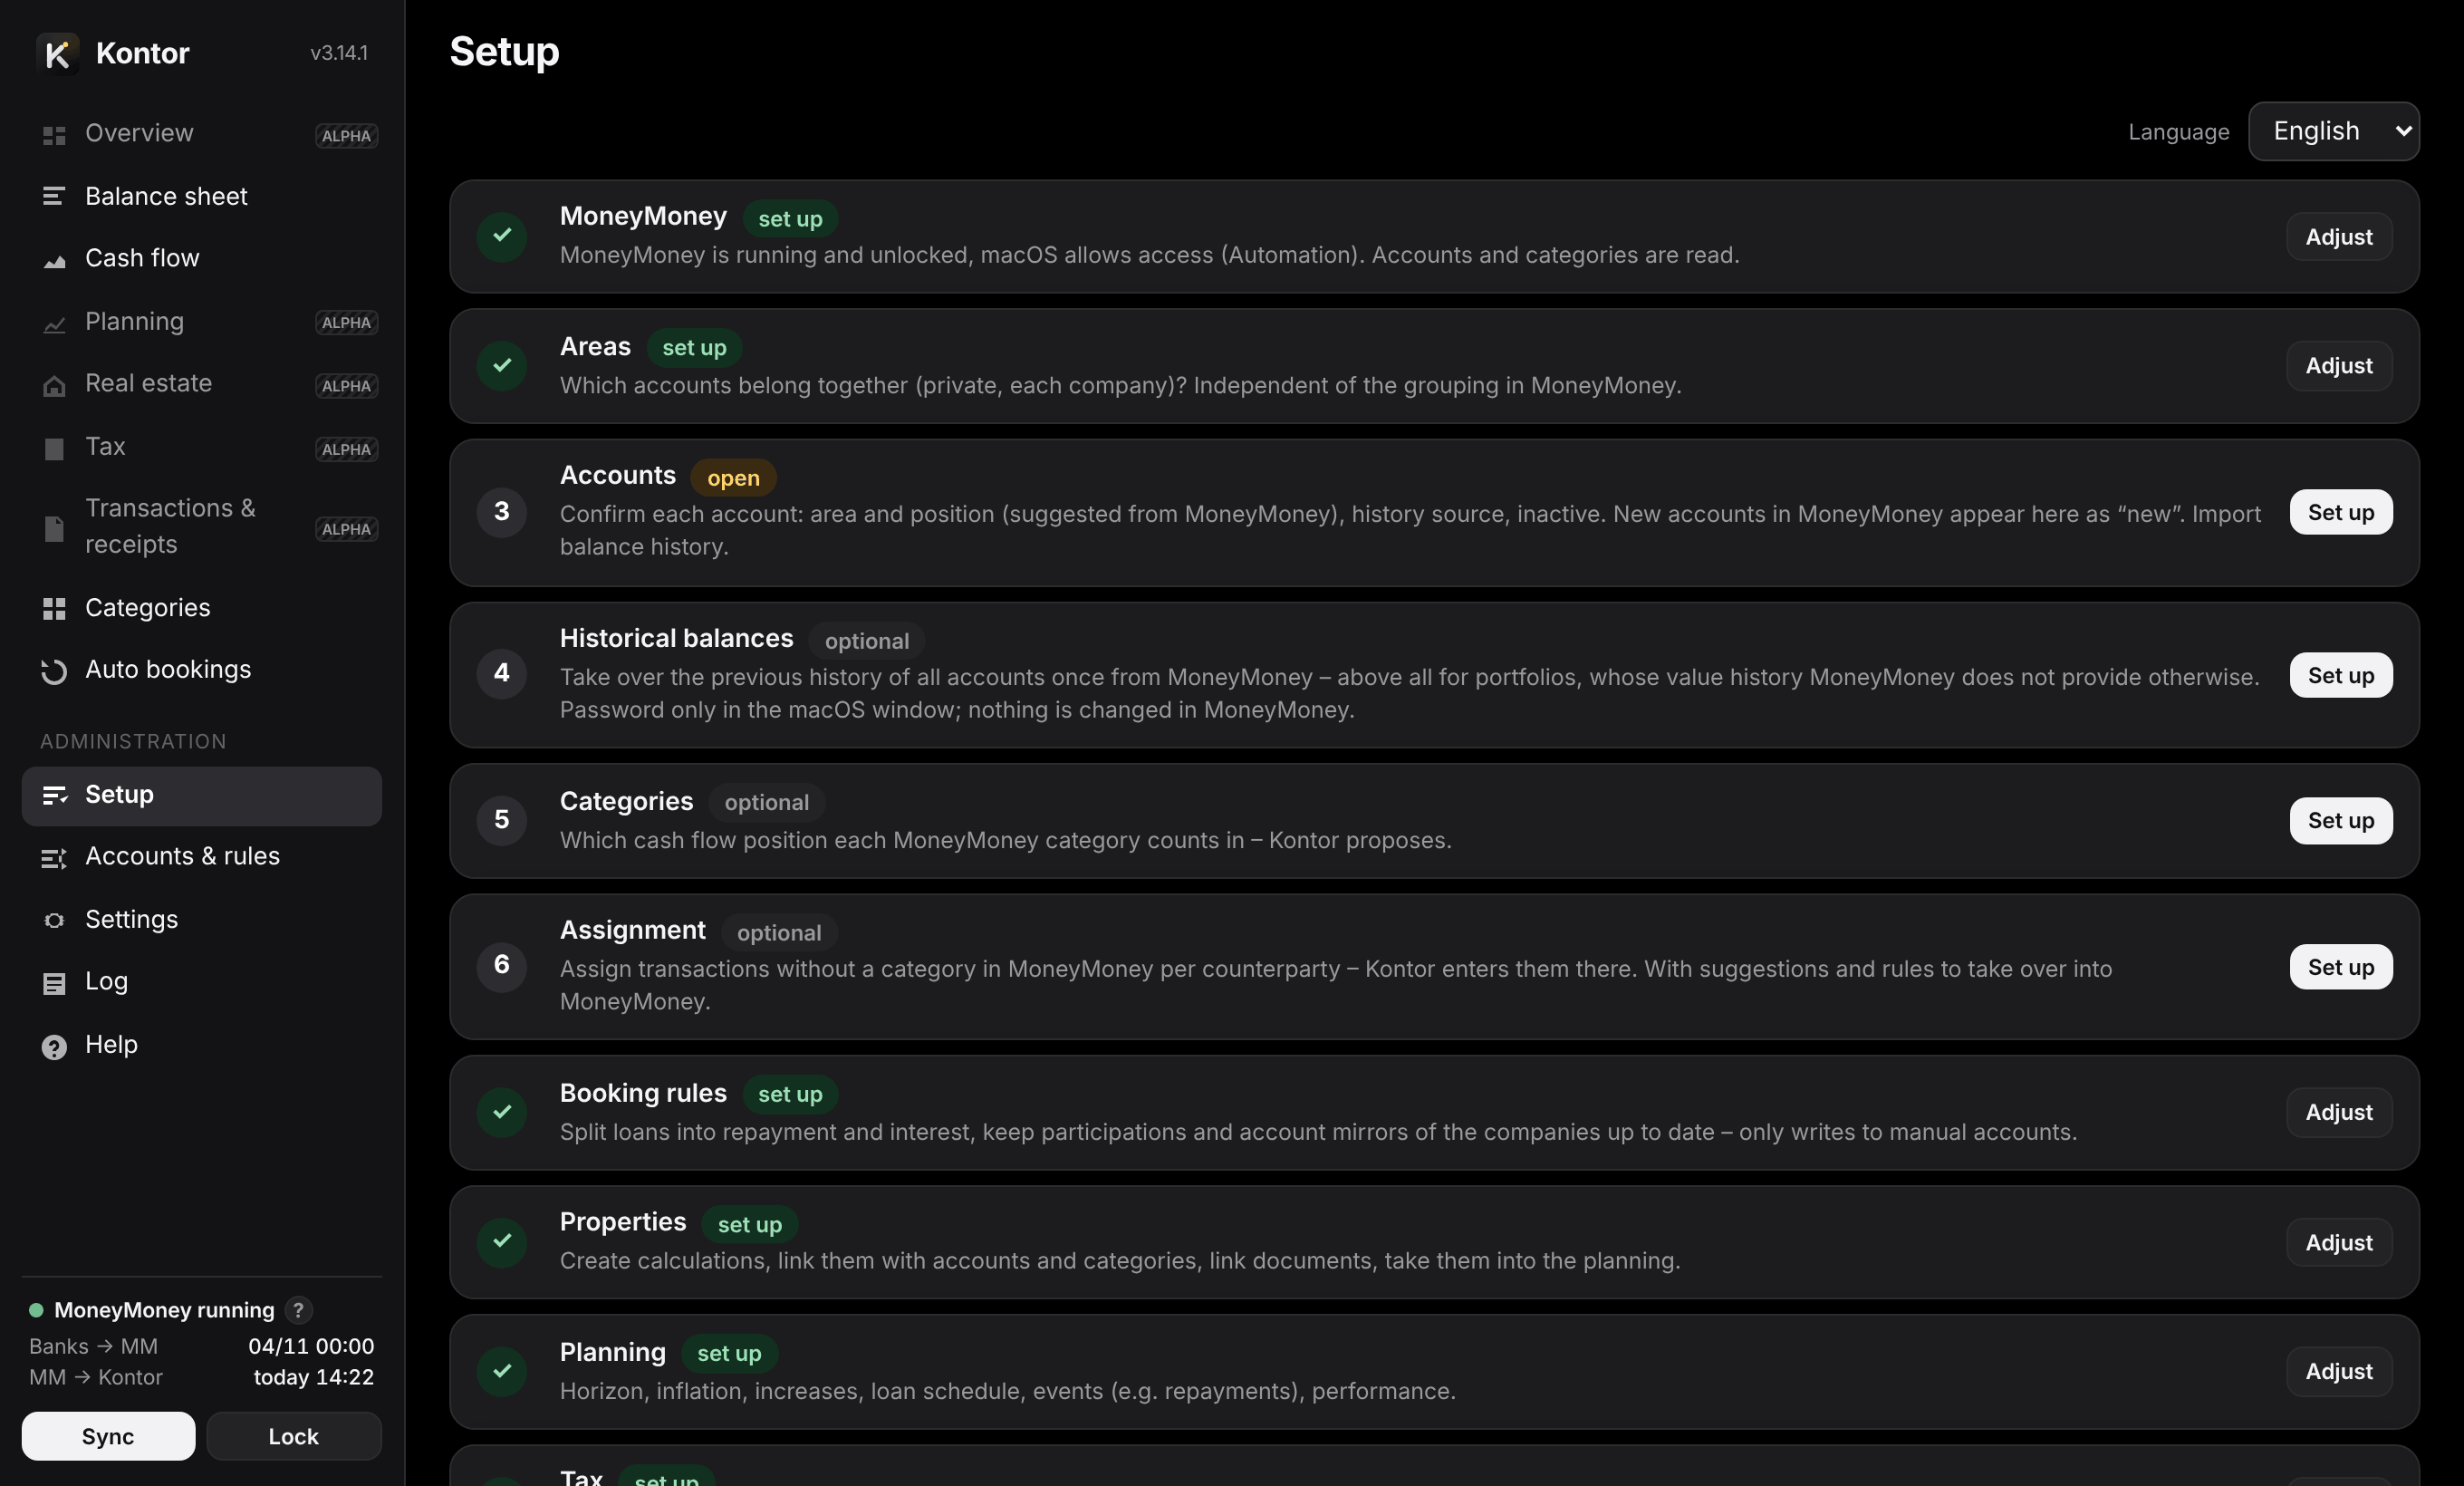 Kontor v3.14.1
Overview ALPHA
Balance sheet
Cash flow
Planning ALPHA
Real estate ALPHA
Tax ALPHA
Transactions &
receipts ALPHA
Categories
Auto bookings
ADMINISTRATION
Setup
Accounts & rules
Settings
Log
Help
MoneyMoney running ?
Banks → MM 04/11 00:00
MM → Kontor today 14:22
Sync Lock
Setup
Language English
MoneyMoney set up
MoneyMoney is running and unlocked, macOS allows access (Automation). Accounts and categories are read.
Adjust
Areas set up
Which accounts belong together (private, each company)? Independent of the grouping in MoneyMoney.
Adjust
3
Accounts open
Confirm each account: area and position (suggested from MoneyMoney), history source, inactive. New accounts in MoneyMoney appear here as “new”. Import
balance history.
Set up
4
Historical balances optional
Take over the previous history of all accounts once from MoneyMoney – above all for portfolios, whose value history MoneyMoney does not provide otherwise.
Password only in the macOS window; nothing is changed in MoneyMoney.
Set up
5
Categories optional
Which cash flow position each MoneyMoney category counts in – Kontor proposes.
Set up
6
Assignment optional
Assign transactions without a category in MoneyMoney per counterparty – Kontor enters them there. With suggestions and rules to take over into
MoneyMoney.
Set up
Booking rules set up
Split loans into repayment and interest, keep participations and account mirrors of the companies up to date – only writes to manual accounts.
Adjust
Properties set up
Create calculations, link them with accounts and categories, link documents, take them into the planning.
Adjust
Planning set up
Horizon, inflation, increases, loan schedule, events (e.g. repayments), performance.
Adjust
Tax set up